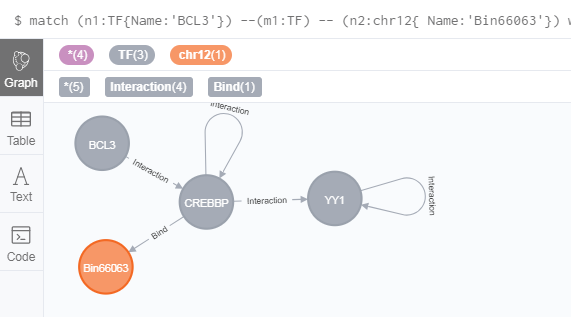 $ match (n1:TF{Name:'BCL3'}) --(m1:TF) -- (n2:chr12{ Name:'Bin66063'})
Graph
*(4) TF(3) chr12(1)
*(5) Interaction(4) Bind(1)
Table
Text
Code
Interaction
BCL3
Interaction
CREBBP
Interaction
YY1
Interaction
Bind
Bin66063